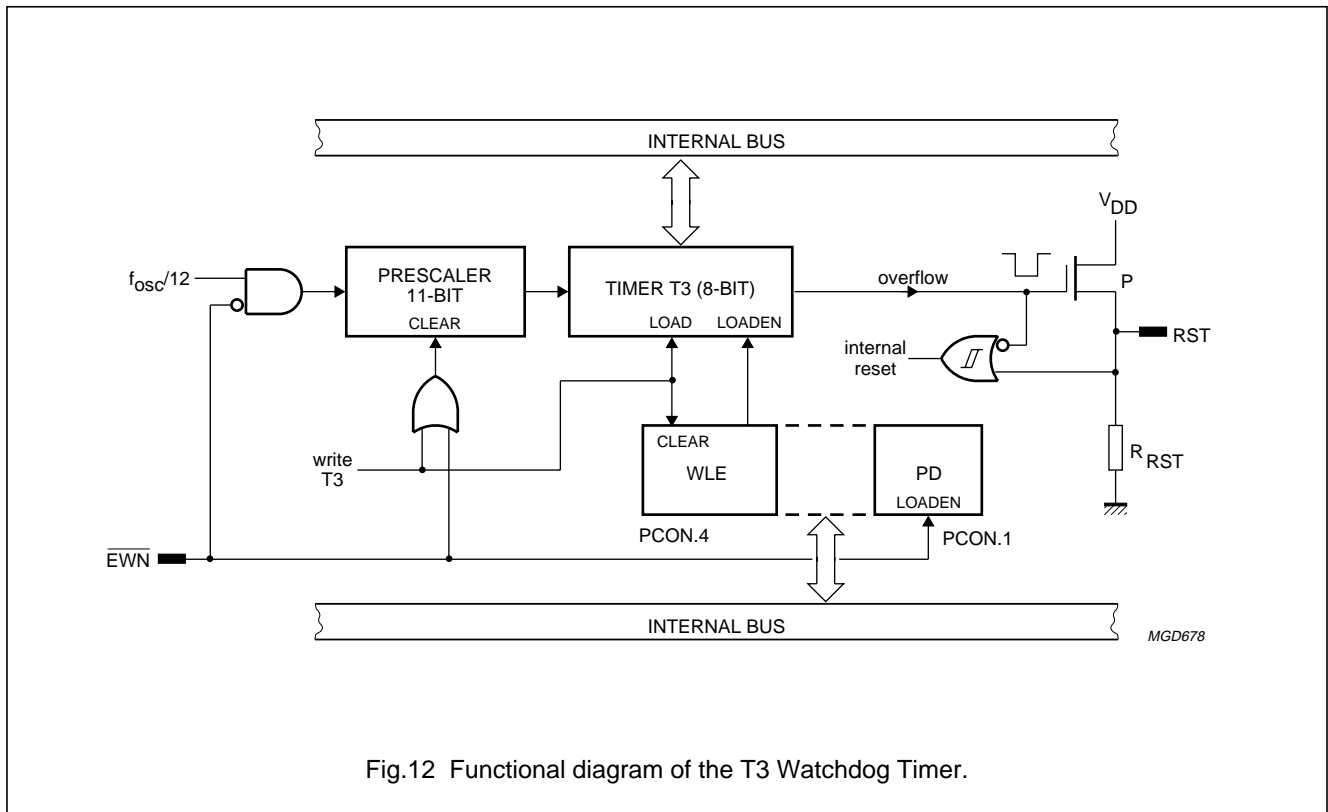 INTERNAL BUS
VDD
fosc/12
PRESCALER
11-BIT
CLEAR
TIMER T3 (8-BIT)
LOAD LOADEN
overflow
P
RST
internal
reset
write
T3
CLEAR
WLE
PD
LOADEN
RRST
PCON.4
PCON.1
EWN
INTERNAL BUS
MGD678
Fig.12 Functional diagram of the T3 Watchdog Timer.